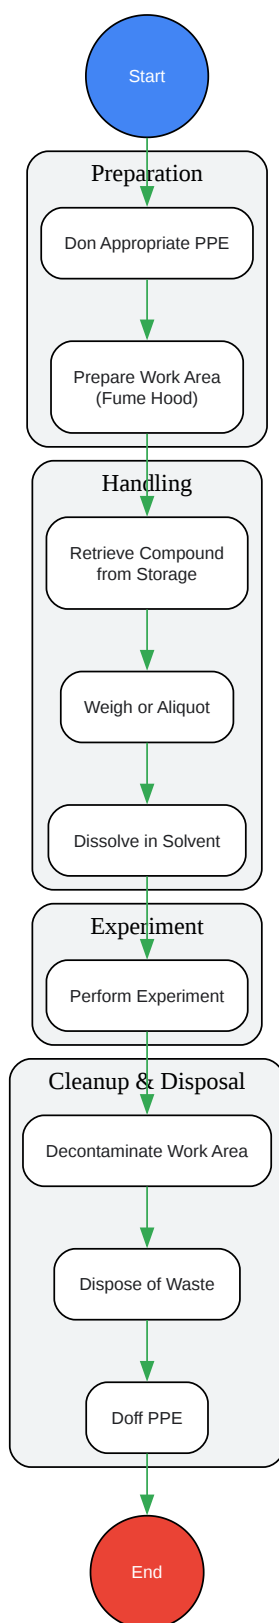 Start
Preparation
Don Appropriate PPE
Prepare Work Area
(Fume Hood)
Handling
Retrieve Compound
from Storage
Weigh or Aliquot
Dissolve in Solvent
Experiment
Perform Experiment
Cleanup & Disposal
Decontaminate Work Area
Dispose of Waste
Doff PPE
End